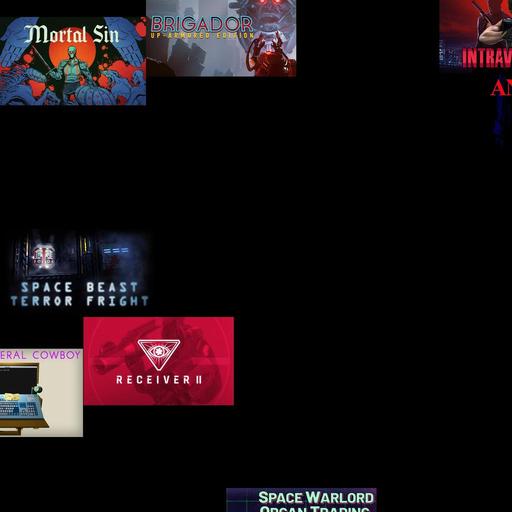 Mortal Sin
BRIGADOR
UP-ARMORED EDITION
INTRAV
AN
SPACE BEAST
TERROR FRIGHT
ERAL COWBOY
RECEIVER II
SPACE WARLORD
ORGAN TRADING